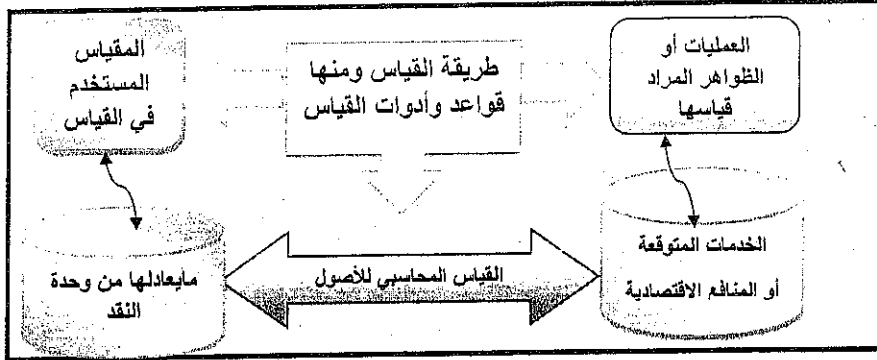 العمليات أو
الظواهر المراد
قياسها
طريقة القياس ومنها
قواعد وأدوات القياس
المقياس
المستخدم
في القياس
الخدمات المتوقعة
أو المنافع الاقتصادية
القياس المحاسبي للأصول
مايعادلها من وحدة
النقد